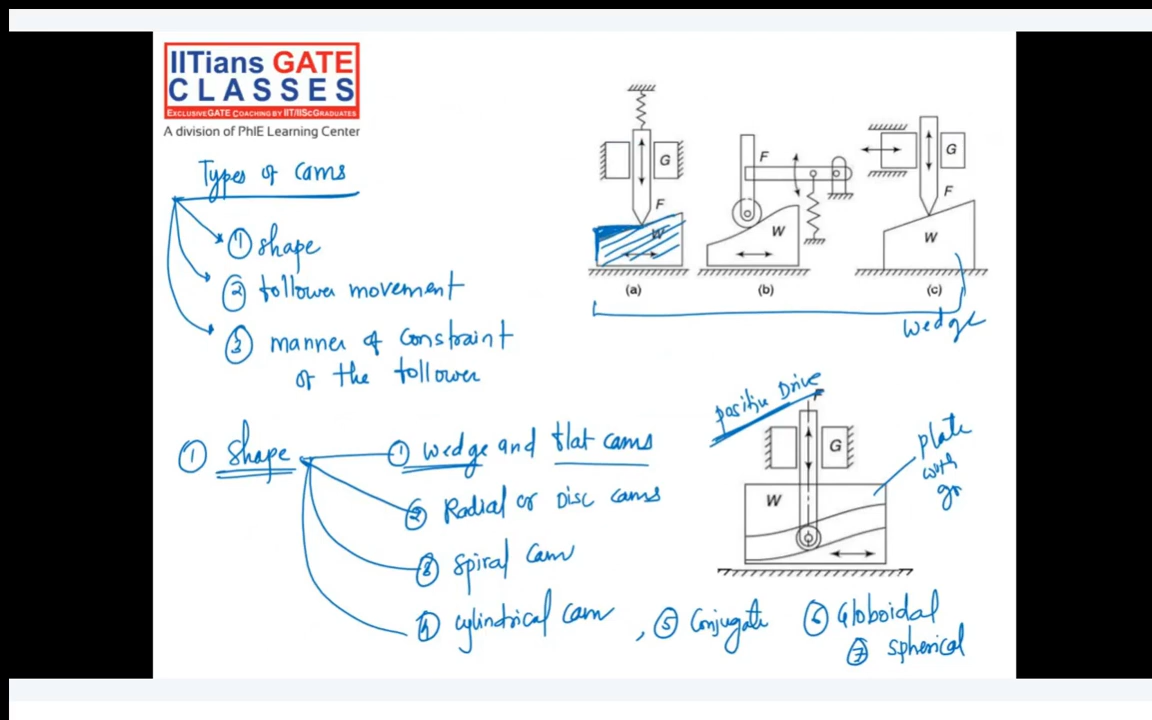 IITians GATE
CLASSES
EXCLUSIVE GATE COACHING BY IIT/IISc GRADUATES
A division of PhIE Learning Center
Types of Cams
① shape
② follower movement
③ manner of constraint
of the follower
G
F
W
(a)
F
W
(b)
G
F
W
(c)
wedge
① Shape
① Wedge and flat cams
② Radial or Disc cams
③ Spiral Cam
④ Cylindrical Cam , ⑤ Conjugate ⑥ Globoidal
⑦ Spherical
Positive Drive
F
G
W
plate
with
gr